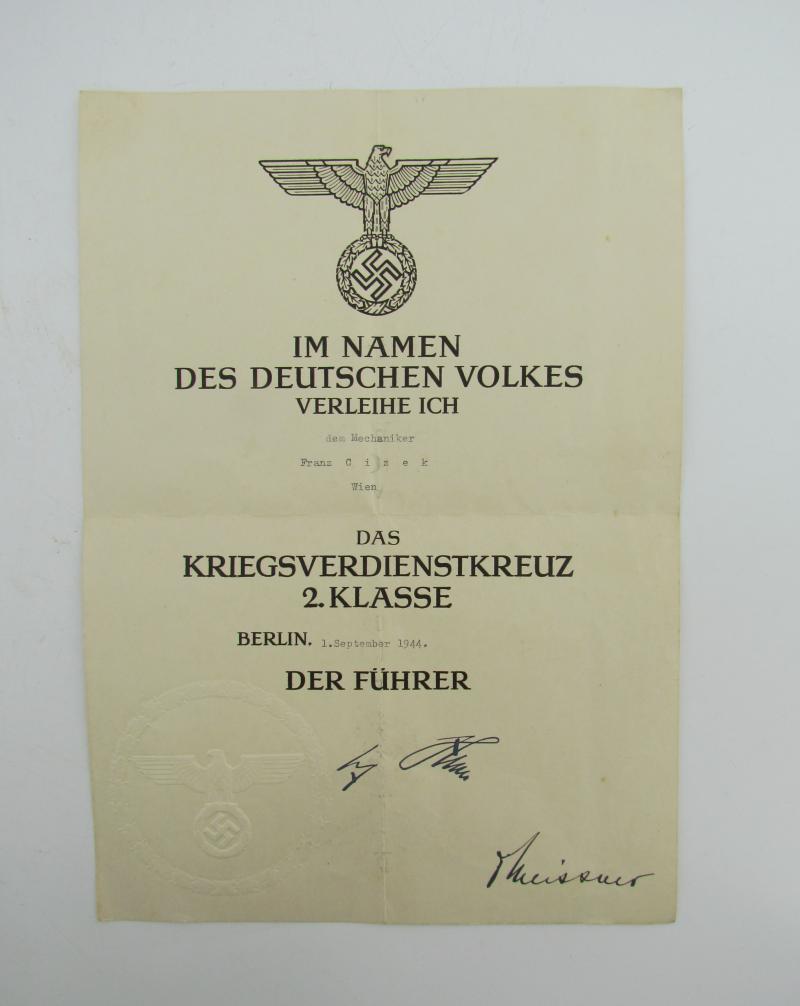 IM NAMEN
DES DEUTSCHEN VOLKES
VERLEIHE ICH
dem Mechaniker
Franz C i z e k
Wien
DAS
KRIEGSVERDIENSTKREUZ
2. KLASSE
BERLIN, 1.September 1944.
DER FÜHRER
Meissner